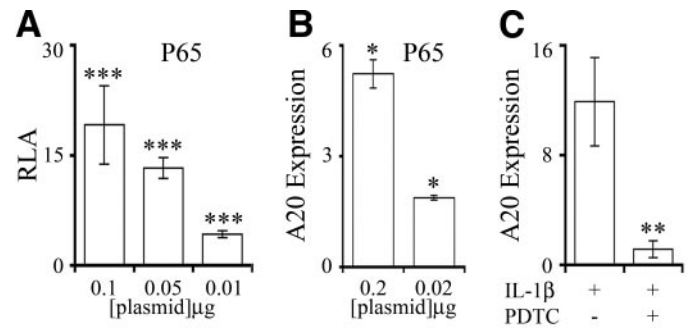 A
P65
30
15
0
RLA
***
***
***
0.1 0.05 0.01
[plasmid]µg
B
P65
6
3
0
A20 Expression
*
*
0.2 0.02
[plasmid]µg
C
16
8
0
A20 Expression
**
IL-1β + +
PDTC - +